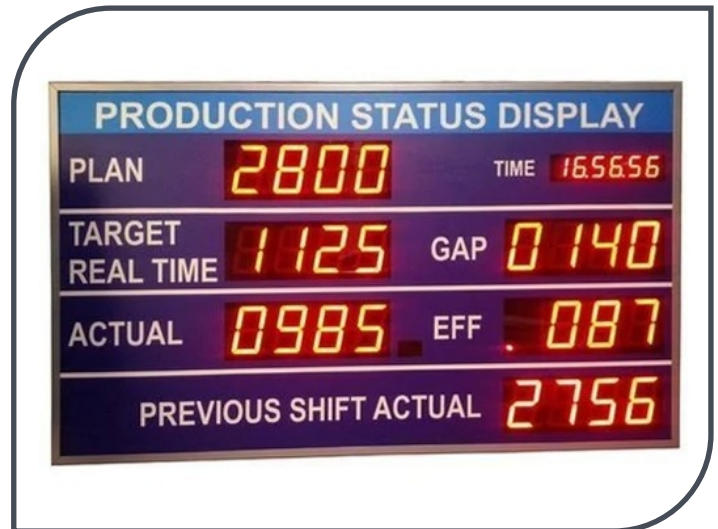 PRODUCTION STATUS DISPLAY
PLAN 2800 TIME 16.56.56
TARGET REAL TIME 1125 GAP 0140
ACTUAL 0985 EFF .087
PREVIOUS SHIFT ACTUAL 2756